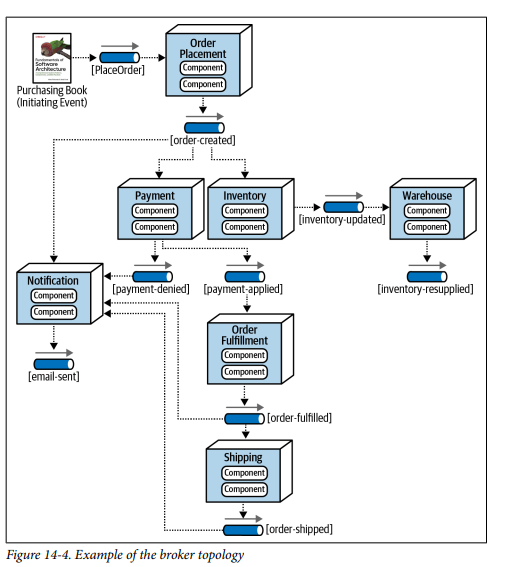 Fundamentals of
Software
Architecture
Purchasing Book
(Initiating Event)
[PlaceOrder]
Order
Placement
Component
Component
[order-created]
Payment
Component
Component
Inventory
Component
Component
[inventory-updated]
Warehouse
Component
Component
Notification
Component
Component
[payment-denied]
[payment-applied]
[inventory-resupplied]
[email-sent]
Order
Fulfillment
Component
Component
[order-fulfilled]
Shipping
Component
Component
[order-shipped]
Figure 14-4. Example of the broker topology